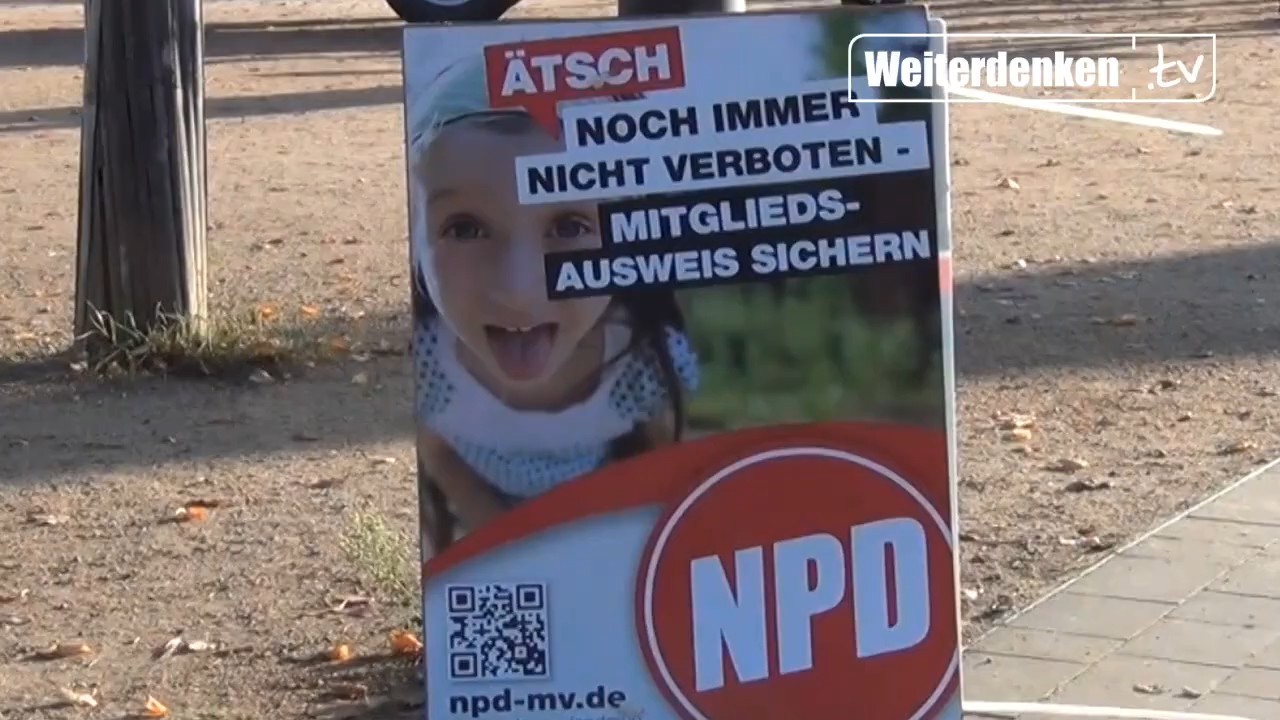 Weiterdenken .tv
ÄTSCH
NOCH IMMER
NICHT VERBOTEN -
MITGLIEDS-
AUSWEIS SICHERN
NPD
npd-mv.de